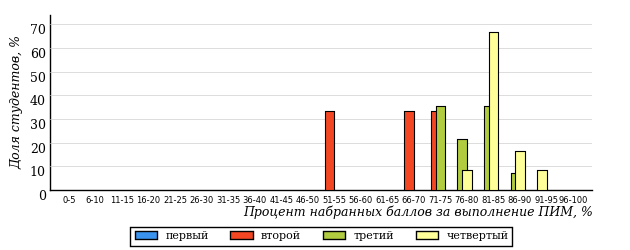 Доля студентов, %
70
60
50
40
30
20
10
0
0-5 6-10 11-15 16-20 21-25 26-30 31-35 36-40 41-45 46-50 51-55 56-60 61-65 66-70 71-75 76-80 81-85 86-90 91-95 96-100
Процент набранных баллов за выполнение ПИМ, %
первый второй третий четвертый